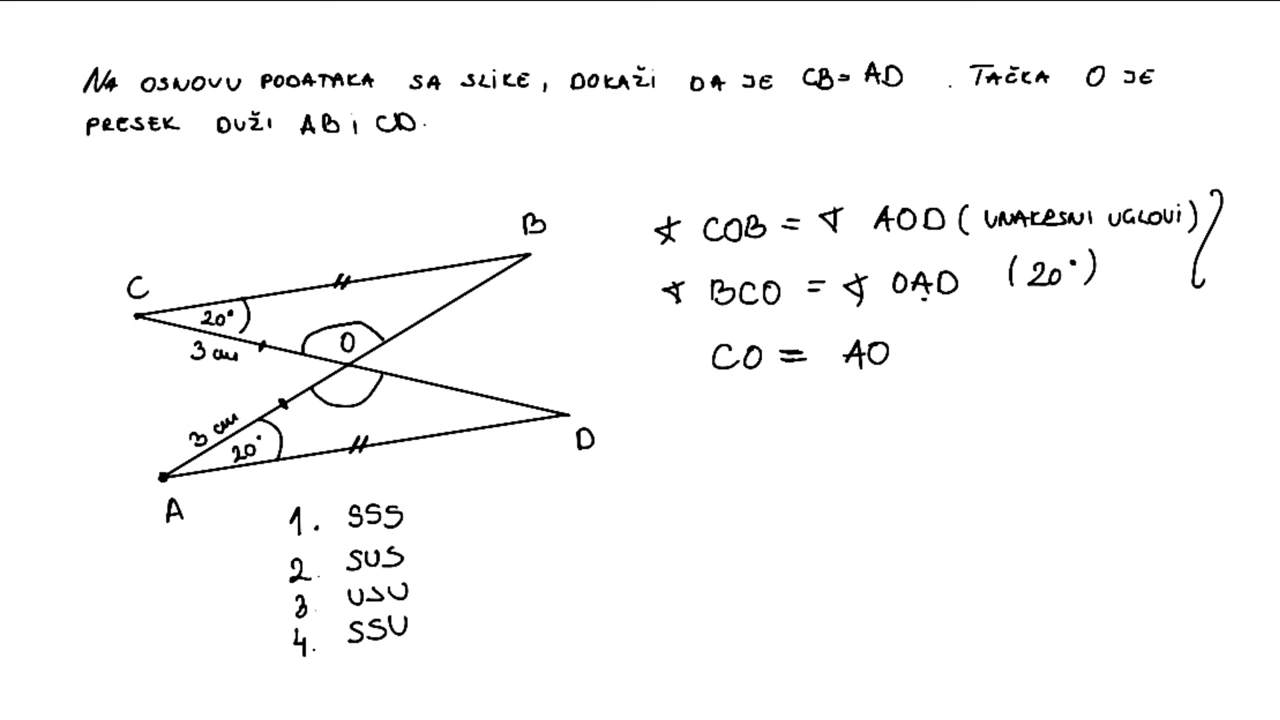 NA OSNOVU PODATAKA SA SLIKE, DOKAŽI DA JE CB=AD. TAČKA O JE
PRESEK DUŽI AB i CD.
B
C
20°
3 cm
O
3 cm
20°
D
A
1. SSS
2. SUS
3. USU
4. SSU
∢ COB = ∢ AOD (UNAKRSNI UGLOVI)
∢ BCO = ∢ OAD (20°)
CO = AO